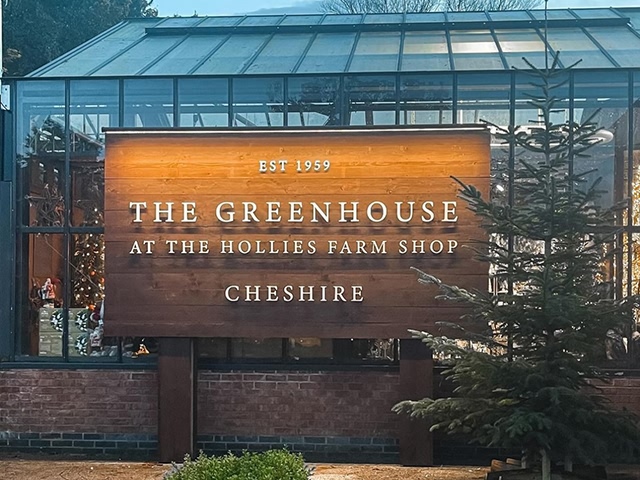 EST 1959
THE GREENHOUSE
AT THE HOLLIES FARM SHOP
CHESHIRE